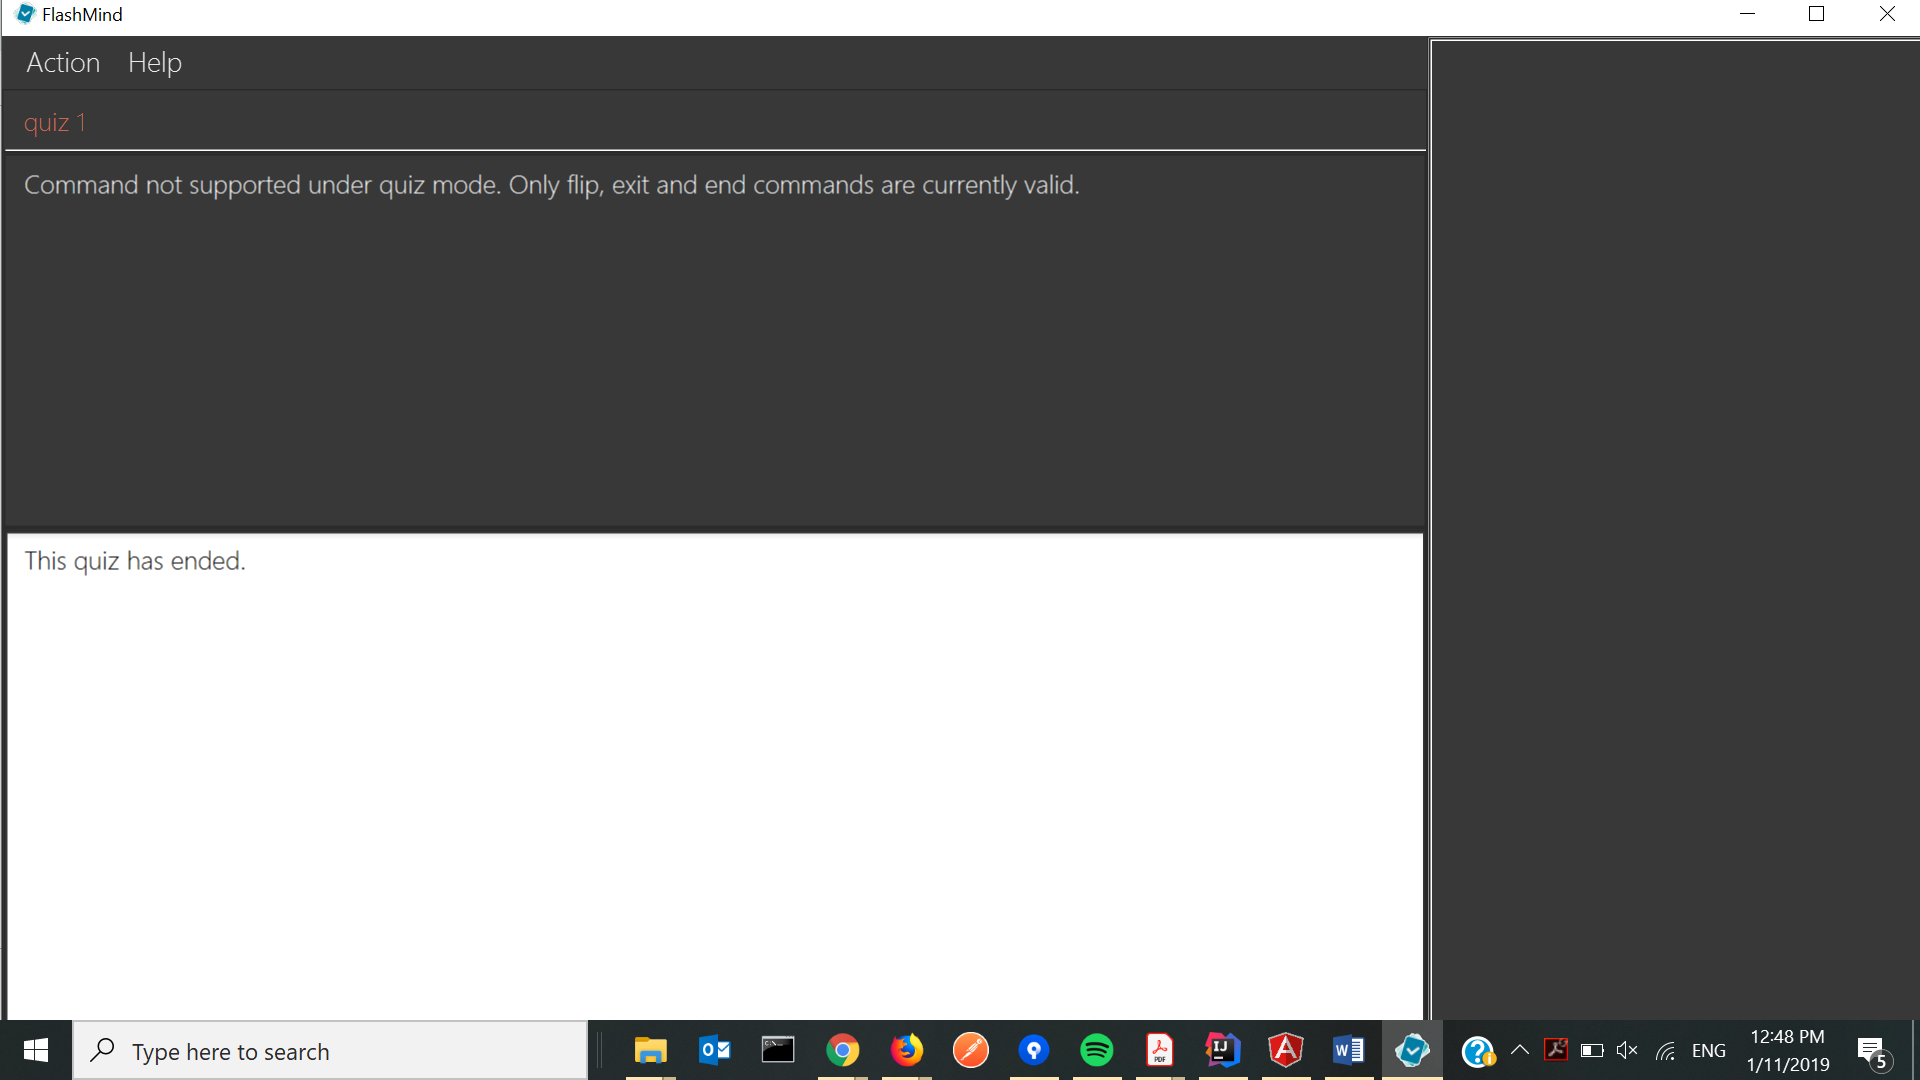 FlashMind
Action Help
quiz 1
Command not supported under quiz mode. Only flip, exit and end commands are currently valid.
This quiz has ended.
Type here to search
ENG
12:48 PM
1/11/2019
5